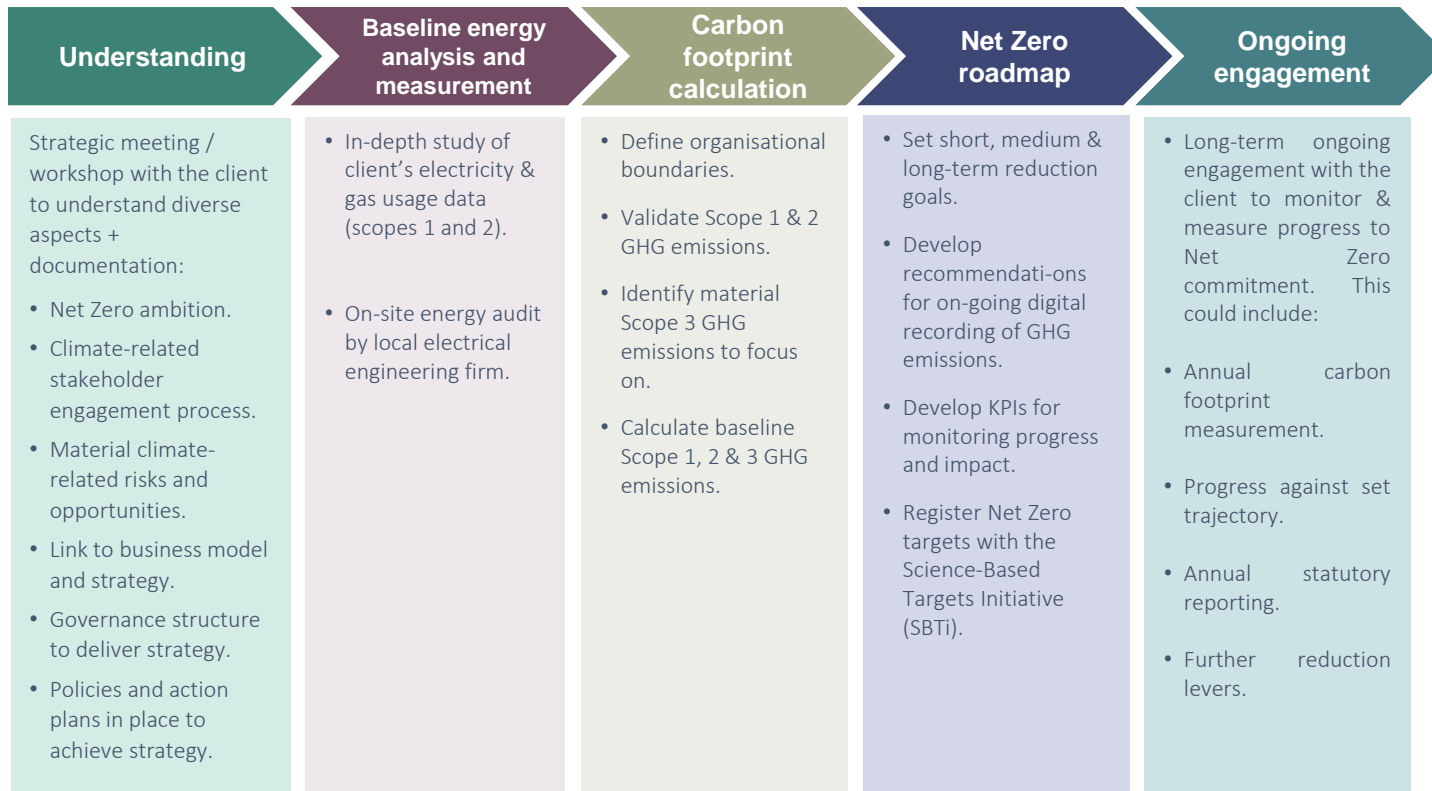 Understanding
Baseline energy
analysis and
measurement
Carbon
footprint
calculation
Net Zero
roadmap
Ongoing
engagement
Strategic meeting /
workshop with the client
to understand diverse
aspects +
documentation:
• Net Zero ambition.
• Climate-related
stakeholder
engagement process.
• Material climate-
related risks and
opportunities.
• Link to business model
and strategy.
• Governance structure
to deliver strategy.
• Policies and action
plans in place to
achieve strategy.
• In-depth study of
client’s electricity &
gas usage data
(scopes 1 and 2).
• On-site energy audit
by local electrical
engineering firm.
• Define organisational
boundaries.
• Validate Scope 1 & 2
GHG emissions.
• Identify material
Scope 3 GHG
emissions to focus
on.
• Calculate baseline
Scope 1, 2 & 3 GHG
emissions.
• Set short, medium &
long-term reduction
goals.
• Develop
recommendati-ons
for on-going digital
recording of GHG
emissions.
• Develop KPIs for
monitoring progress
and impact.
• Register Net Zero
targets with the
Science-Based
Targets Initiative
(SBTi).
• Long-term ongoing
engagement with the
client to monitor &
measure progress to
Net Zero
commitment. This
could include:
• Annual carbon
footprint
measurement.
• Progress against set
trajectory.
• Annual statutory
reporting.
• Further reduction
levers.